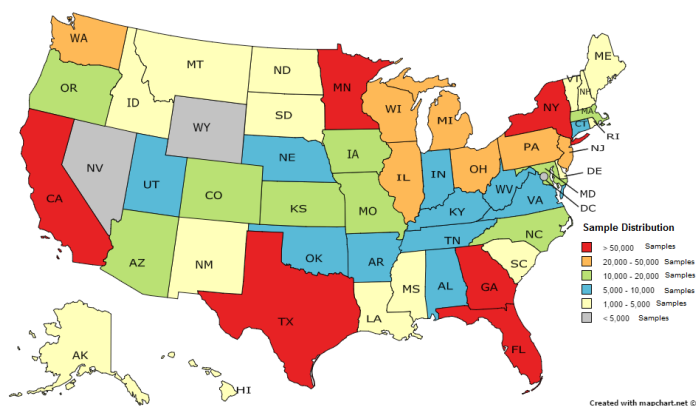 WA
MT
ND
MN
ME
VT
NH
OR
ID
SD
WI
MI
NY
MA
CT
RI
WY
NE
IA
PA
NJ
NV
UT
CO
IL
IN
OH
DE
CA
KS
MO
WV
VA
MD
DC
KY
AZ
NM
OK
AR
TN
NC
SC
TX
LA
MS
AL
GA
FL
AK
HI
Sample Distribution
> 50,000 Samples
20,000 - 50,000 Samples
10,000 - 20,000 Samples
5,000 - 10,000 Samples
1,000 - 5,000 Samples
< 5,000 Samples
Created with mapchart.net ©